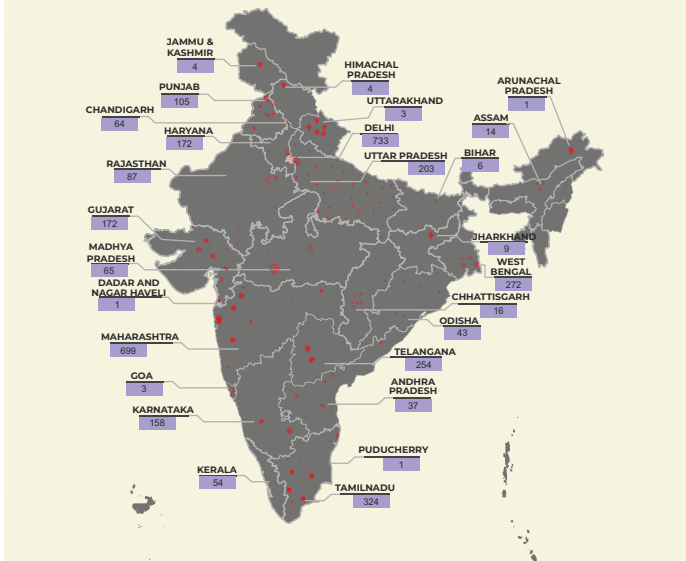 JAMMU &
KASHMIR
4
HIMACHAL
PRADESH
4
ARUNACHAL
PRADESH
1
PUNJAB
105
UTTARAKHAND
3
CHANDIGARH
64
ASSAM
14
HARYANA
172
DELHI
733
UTTAR PRADESH
203
BIHAR
6
RAJASTHAN
87
GUJARAT
172
JHARKHAND
9
MADHYA
PRADESH
65
WEST
BENGAL
272
DADAR AND
NAGAR HAVELI
1
CHHATTISGARH
16
ODISHA
43
MAHARASHTRA
699
TELANGANA
254
GOA
3
ANDHRA
PRADESH
37
KARNATAKA
158
PUDUCHERRY
1
KERALA
54
TAMILNADU
324